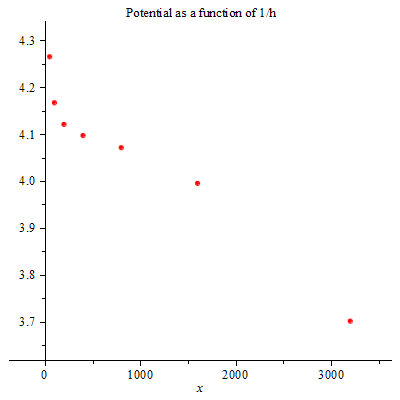 Potential as a function of 1/h
4.3
4.2
4.1
4.0
3.9
3.8
3.7
0 1000 2000 3000
x